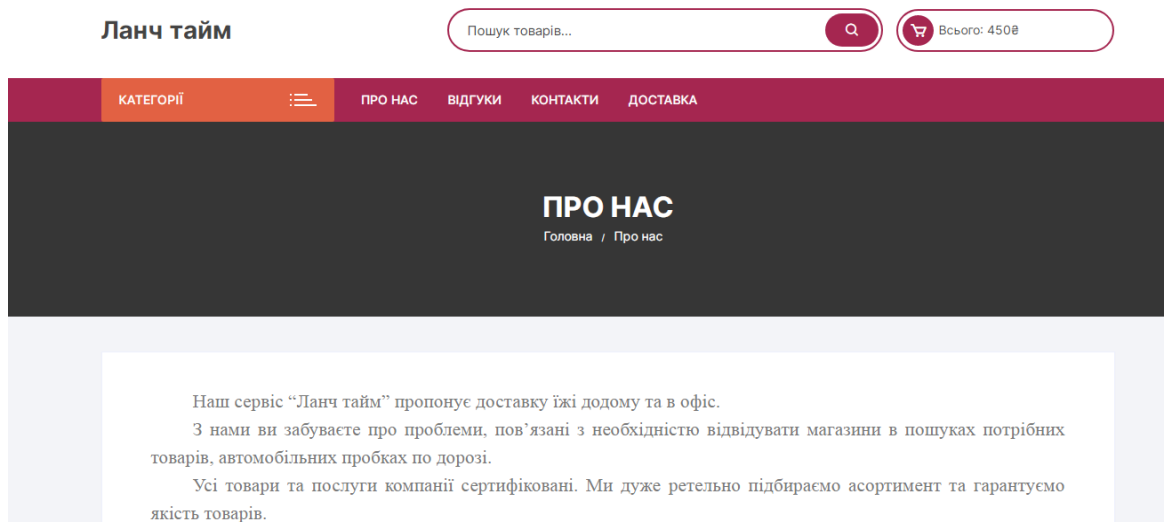 Ланч тайм
Пошук товарів...
Всього: 450₴
КАТЕГОРІЇ
ПРО НАС ВІДГУКИ КОНТАКТИ ДОСТАВКА
ПРО НАС
Головна / Про нас
Наш сервіс “Ланч тайм” пропонує доставку їжі додому та в офіс.
З нами ви забуваєте про проблеми, пов’язані з необхідністю відвідувати магазини в пошуках потрібних
товарів, автомобільних пробках по дорозі.
Усі товари та послуги компанії сертифіковані. Ми дуже ретельно підбираємо асортимент та гарантуємо
якість товарів.